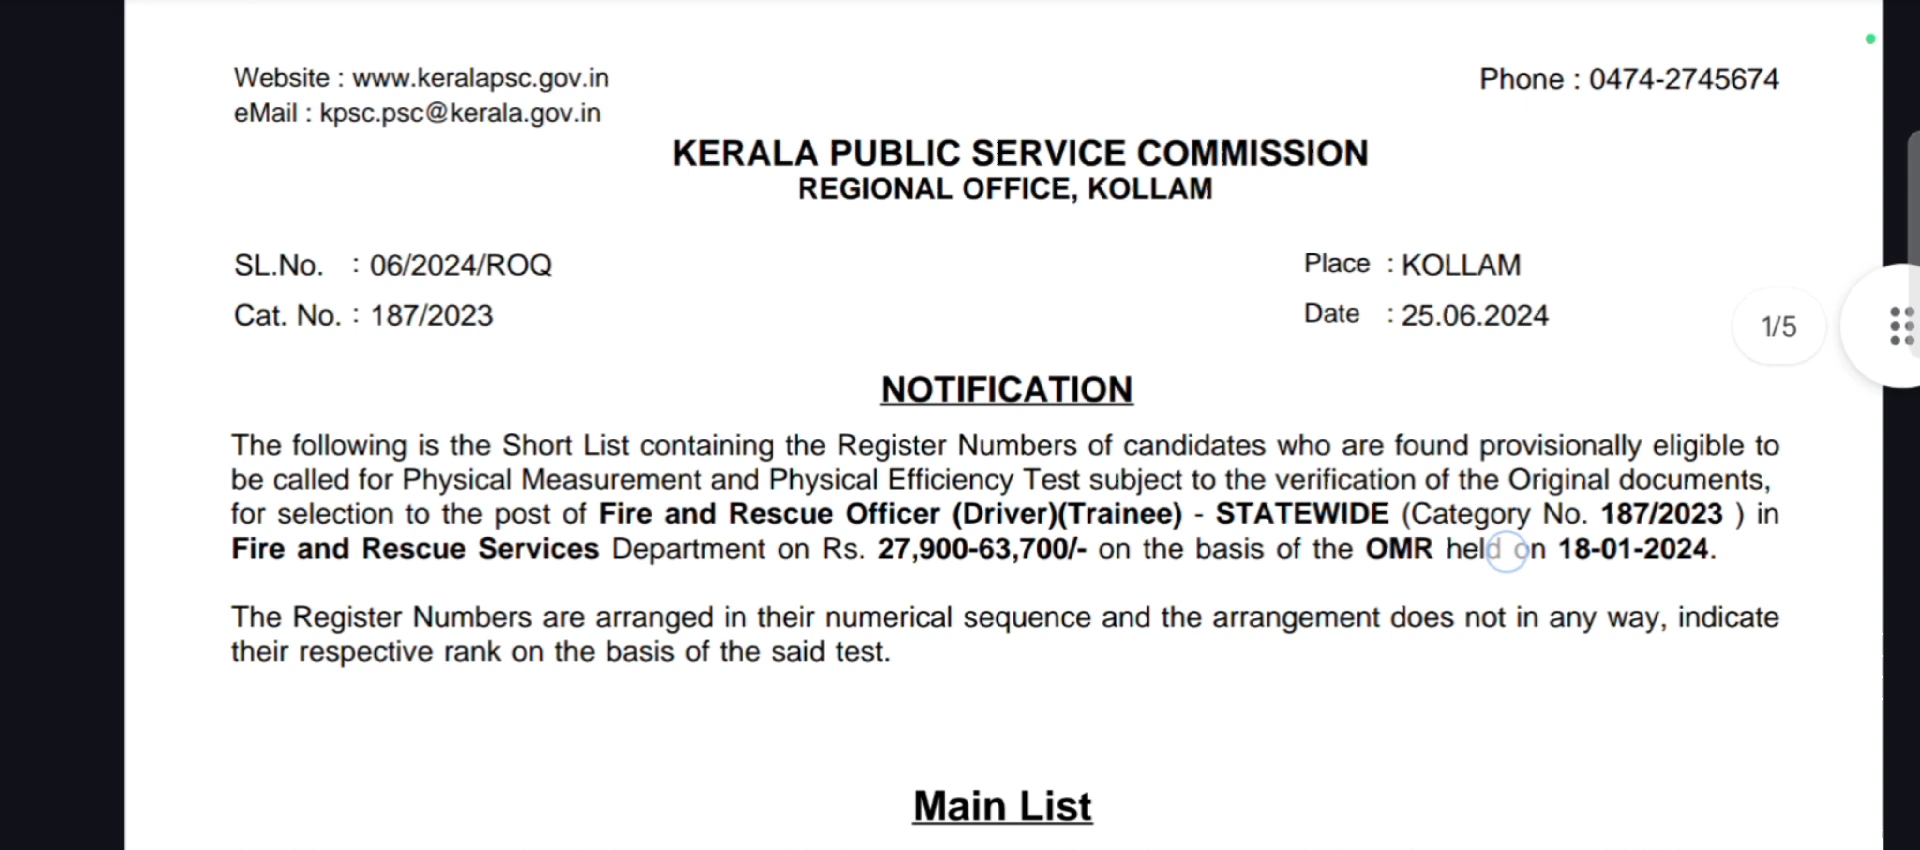 Website : www.keralapsc.gov.in
Phone : 0474-2745674
eMail : kpsc.psc@kerala.gov.in
KERALA PUBLIC SERVICE COMMISSION
REGIONAL OFFICE, KOLLAM
SL.No. : 06/2024/ROQ
Place : KOLLAM
Cat. No. : 187/2023
Date : 25.06.2024
1/5
NOTIFICATION
The following is the Short List containing the Register Numbers of candidates who are found provisionally eligible to
be called for Physical Measurement and Physical Efficiency Test subject to the verification of the Original documents,
for selection to the post of Fire and Rescue Officer (Driver)(Trainee) - STATEWIDE (Category No. 187/2023 ) in
Fire and Rescue Services Department on Rs. 27,900-63,700/- on the basis of the OMR held on 18-01-2024.
The Register Numbers are arranged in their numerical sequence and the arrangement does not in any way, indicate
their respective rank on the basis of the said test.
Main List